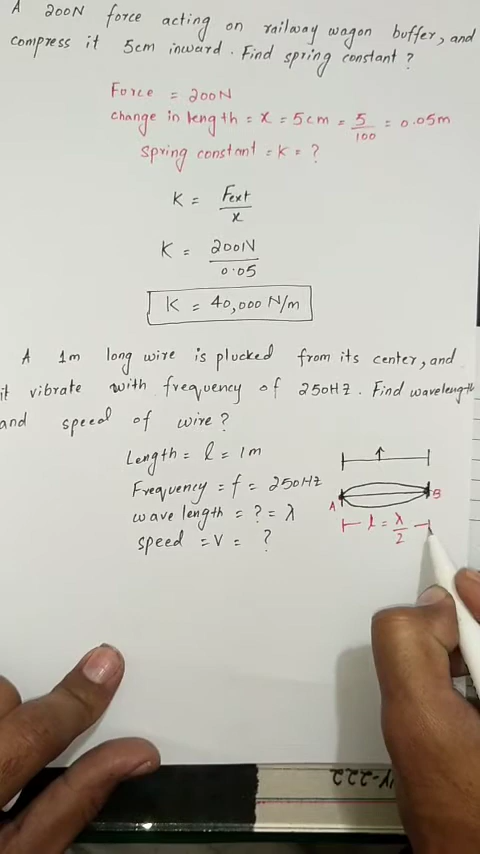 A 200N force acting on railway wagon buffer, and
compress it 5cm inward. Find spring constant?
Force = 200N
change in length = x = 5cm = 5/100 = 0.05m
spring constant = K = ?
K = Fext/x
K = 200N/0.05
K = 40,000 N/m
A 1m long wire is plucked from its center, and
it vibrate with frequency of 250HZ. Find wavelength
and speed of wire?
Length = l = 1m
Frequency = f = 250HZ
wave length = ? = λ
speed = v = ?
A B
l = λ/2